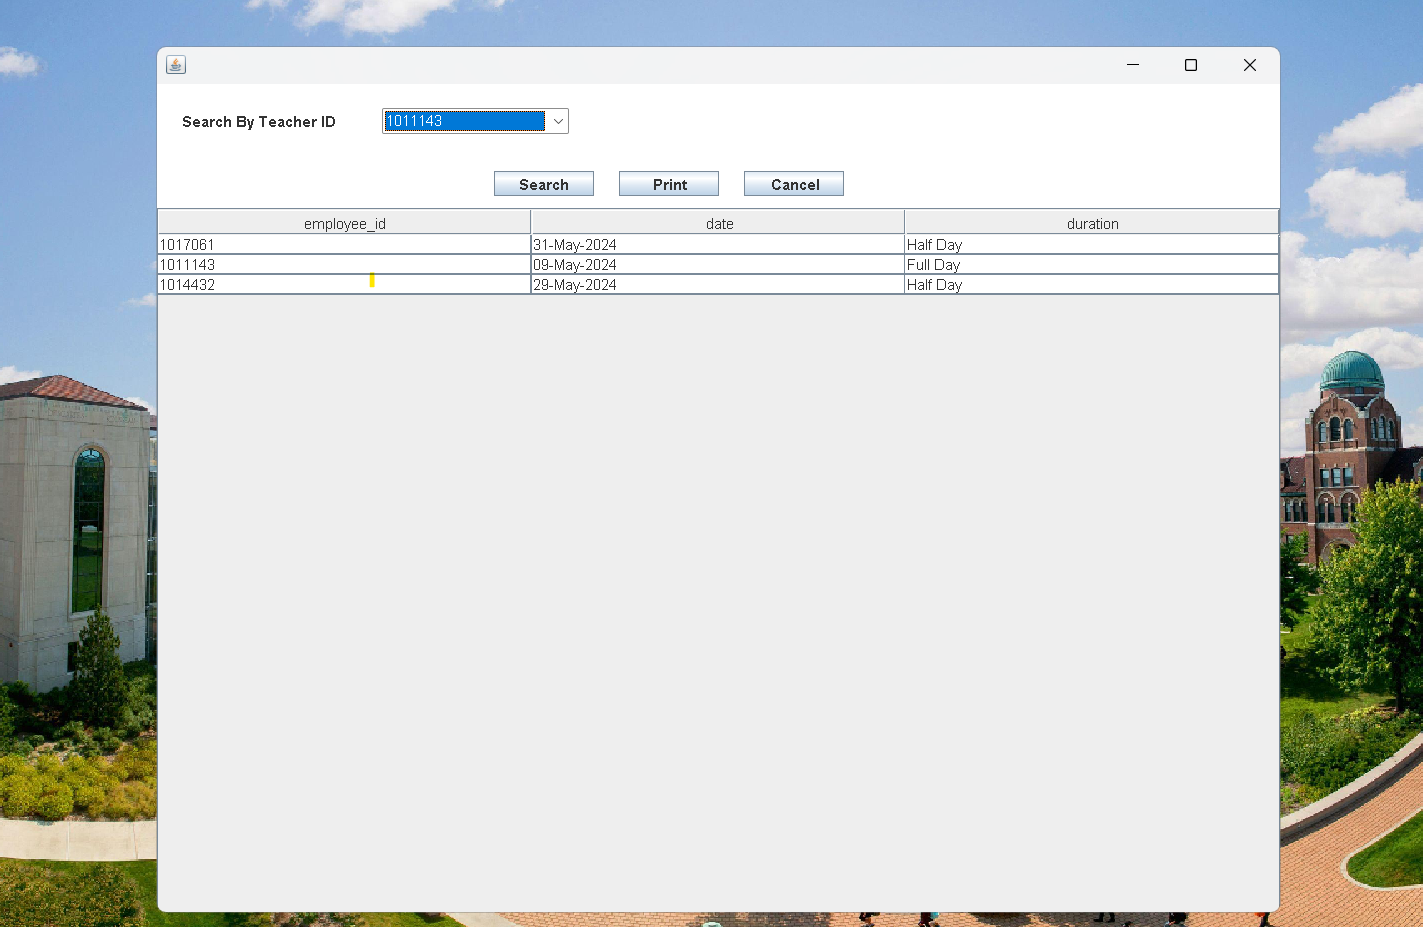 Search By Teacher ID 1011143
Search Print Cancel
employee_id date duration
1017061 31-May-2024 Half Day
1011143 09-May-2024 Full Day
1014432 29-May-2024 Half Day